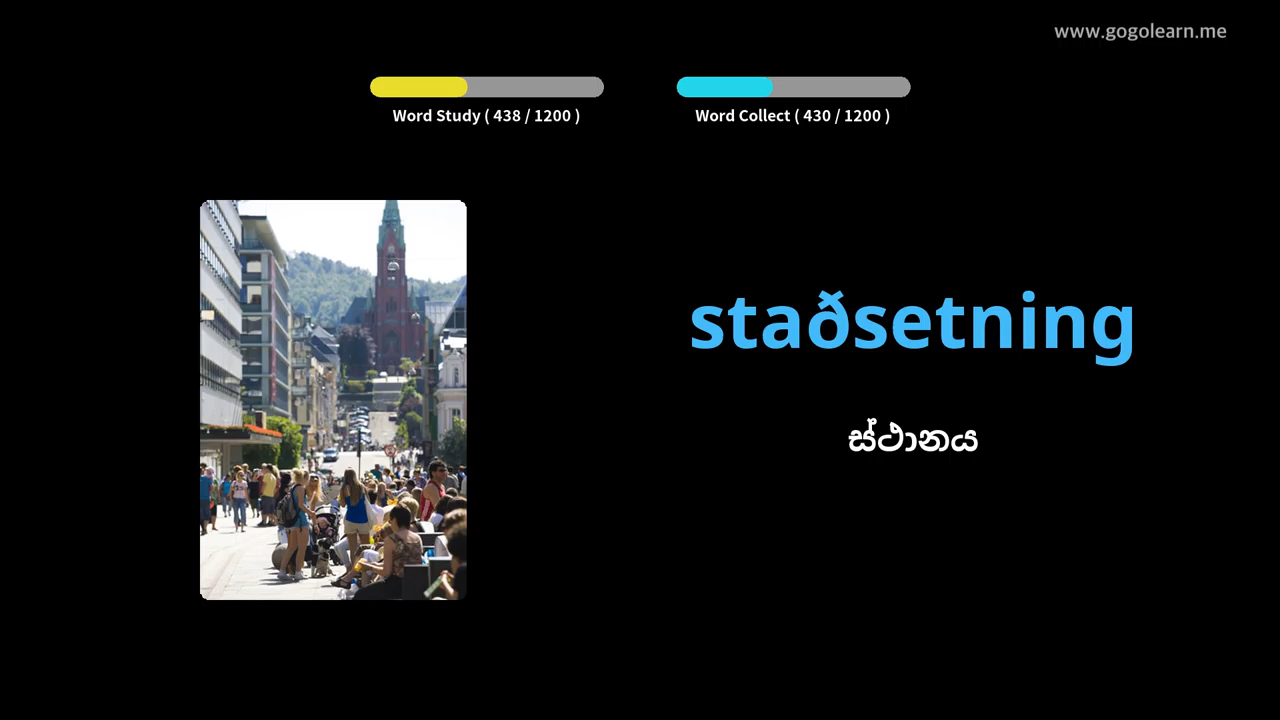 www.gogolearn.me
Word Study ( 438 / 1200 )
Word Collect ( 430 / 1200 )
staðsetning
ස්ථානය